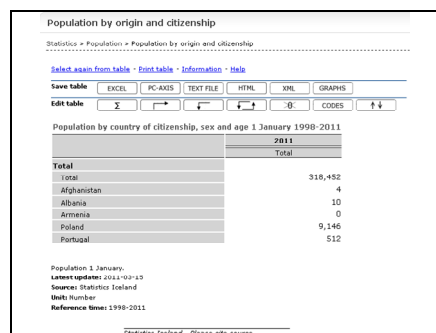 Population by origin and citizenship
Statistics > Population > Population by origin and citizenship
Select again from table - Print table - Information - Help
Save table EXCEL PC-AXIS TEXT FILE HTML XML GRAPHS
Edit table Σ CODES
Population by country of citizenship, sex and age 1 January 1998-2011
2011
Total
Total
Total 318,452
Afghanistan 4
Albania 10
Armenia 0
Poland 9,146
Portugal 512
Population 1 January.
Latest update: 2011-03-15
Source: Statistics Iceland
Unit: Number
Reference time: 1998-2011
Statistics Iceland - Please cite source